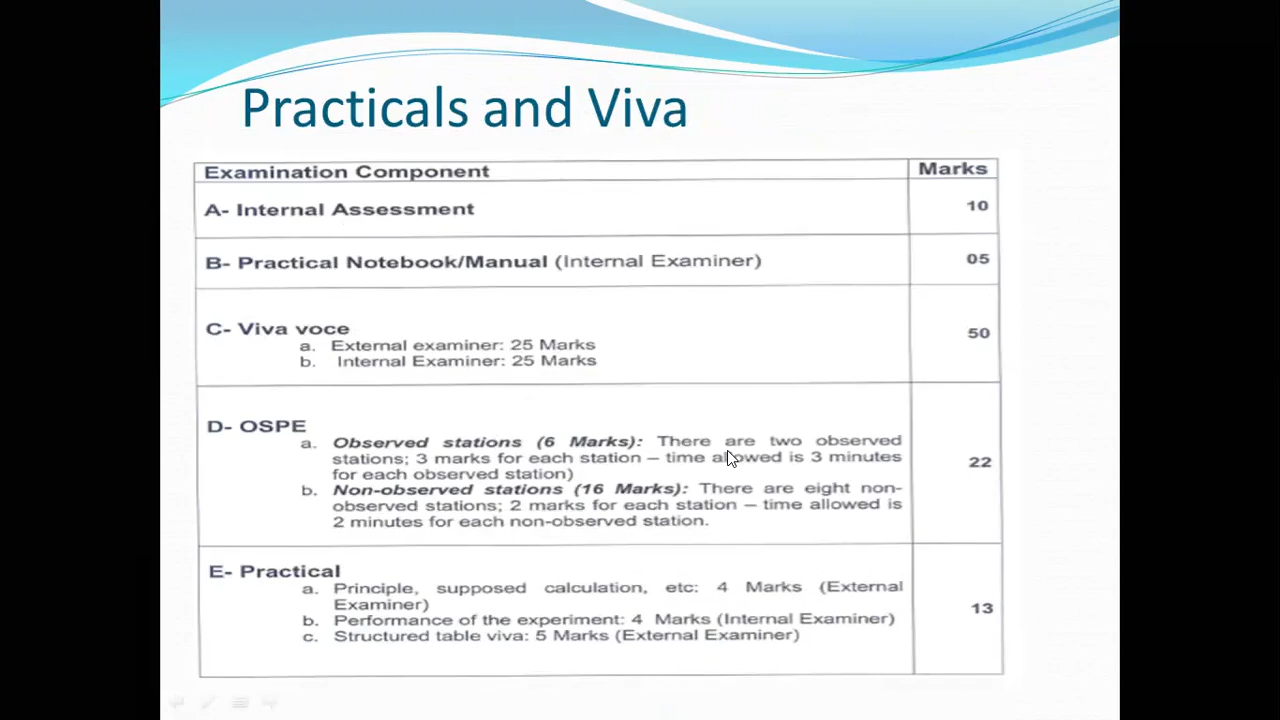 Practicals and Viva
Examination Component Marks
A- Internal Assessment 10
B- Practical Notebook/Manual (Internal Examiner) 05
C- Viva voce 50
a. External examiner: 25 Marks
b. Internal Examiner: 25 Marks
D- OSPE 22
a. Observed stations (6 Marks): There are two observed
stations; 3 marks for each station – time allowed is 3 minutes
for each observed station)
b. Non-observed stations (16 Marks): There are eight non-
observed stations; 2 marks for each station – time allowed is
2 minutes for each non-observed station.
E- Practical 13
a. Principle, supposed calculation, etc: 4 Marks (External
Examiner)
b. Performance of the experiment: 4 Marks (Internal Examiner)
c. Structured table viva: 5 Marks (External Examiner)